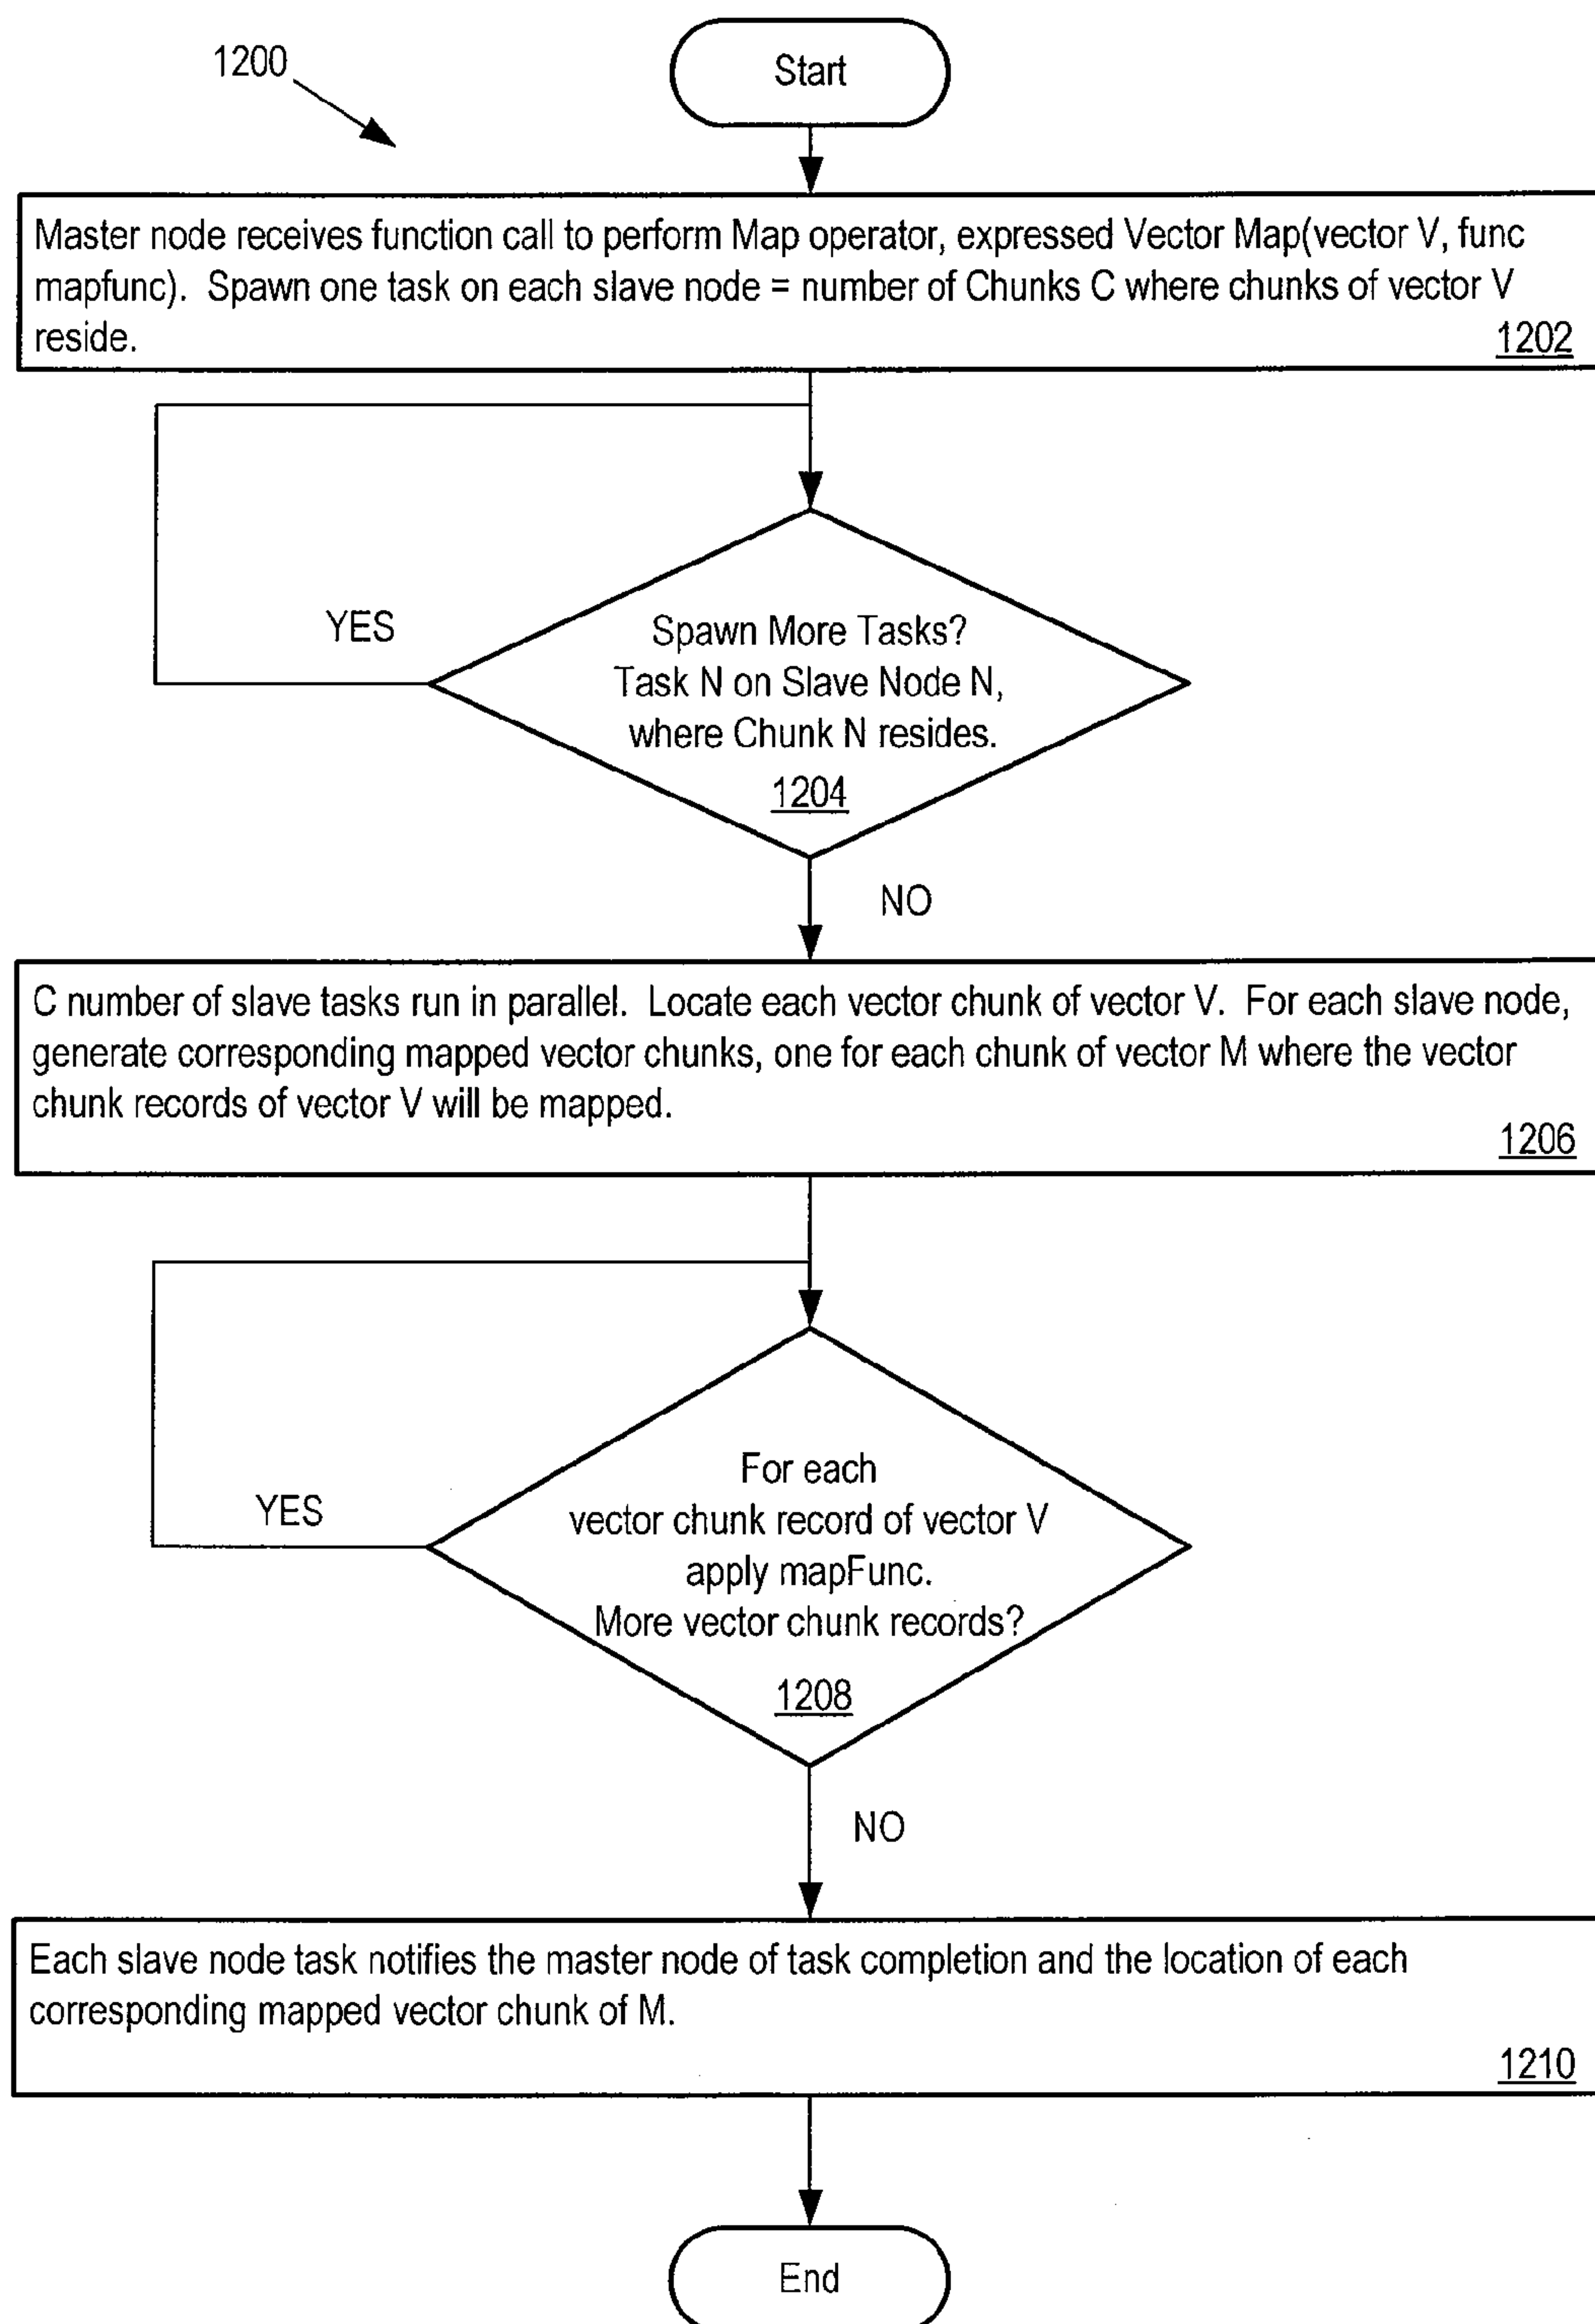 1200
Start
Master node receives function call to perform Map operator, expressed Vector Map(vector V, func
mapfunc). Spawn one task on each slave node = number of Chunks C where chunks of vector V
reside.
1202
YES
Spawn More Tasks?
Task N on Slave Node N,
where Chunk N resides.
1204
NO
C number of slave tasks run in parallel. Locate each vector chunk of vector V. For each slave node,
generate corresponding mapped vector chunks, one for each chunk of vector M where the vector
chunk records of vector V will be mapped.
1206
For each
YES
vector chunk record of vector V
apply mapFunc.
More vector chunk records?
1208
NO
Each slave node task notifies the master node of task completion and the location of each
corresponding mapped vector chunk of M.
1210
End